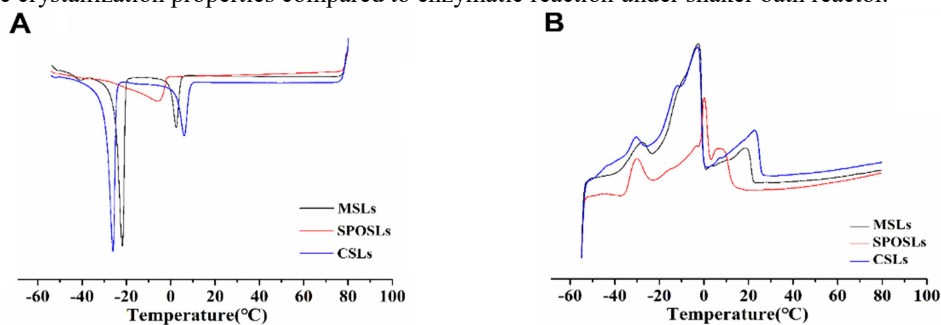 e crystallization properties compared to enzymatic reaction under shaker bath reactor.
A
B
MSLs
SPOSLs
CSLs
MSLs
SPOSLs
CSLs
-60 -40 -20 0 20 40 60 80 100
-60 -40 -20 0 20 40 60 80 100
Temperature(°C)
Temperature(°C)